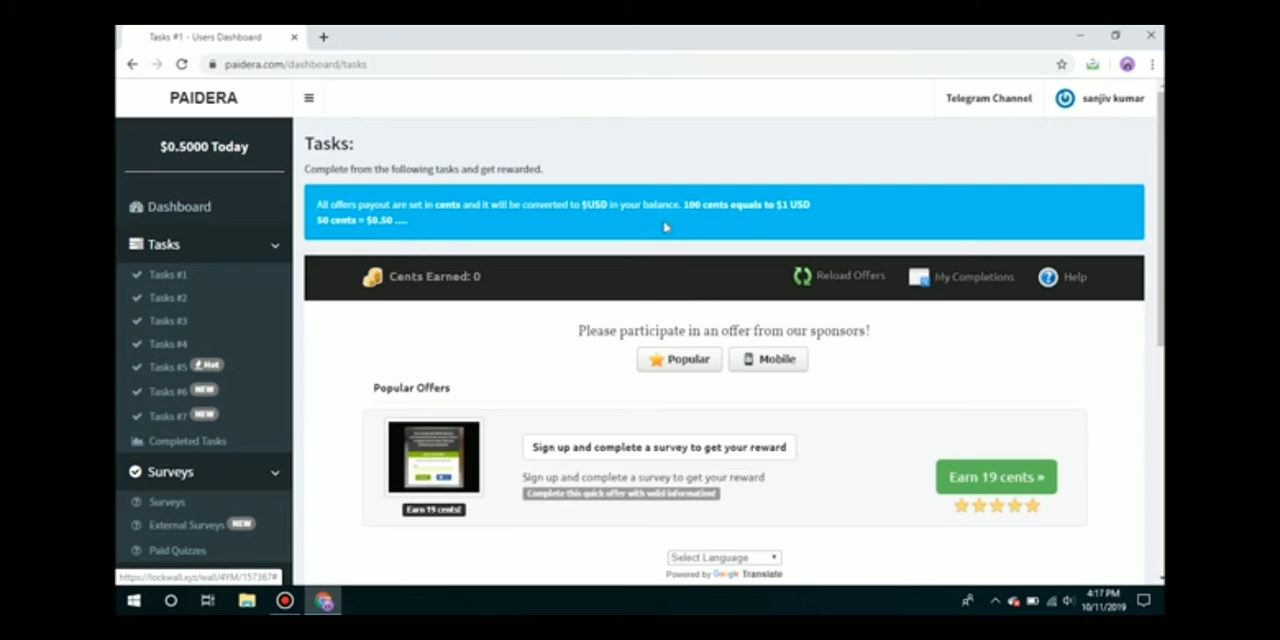 Tasks #1 - Users Dashboard
paidera.com/dashboard/tasks
PAIDERA
Telegram Channel
sanjiv kumar
$0.5000 Today
Dashboard
Tasks
Tasks #1
Tasks #2
Tasks #3
Tasks #4
Tasks #5 Hot
Tasks #6 NEW
Tasks #7 NEW
Completed Tasks
Surveys
Surveys
External Surveys NEW
Paid Quizzes
https://lockwall.xyz/wall/4YM/157367#
Tasks:
Complete from the following tasks and get rewarded.
All offers payout are set in cents and it will be converted to $USD in your balance. 100 cents equals to $1 USD
50 cents = $0.50 ....
Cents Earned: 0
Reload Offers
My Completions
Help
Please participate in an offer from our sponsors!
Popular
Mobile
Popular Offers
Earn 19 cents!
Sign up and complete a survey to get your reward
Sign up and complete a survey to get your reward
Complete this quick offer with valid information!
Earn 19 cents »
Select Language
Powered by Google Translate
4:17 PM
10/11/2019